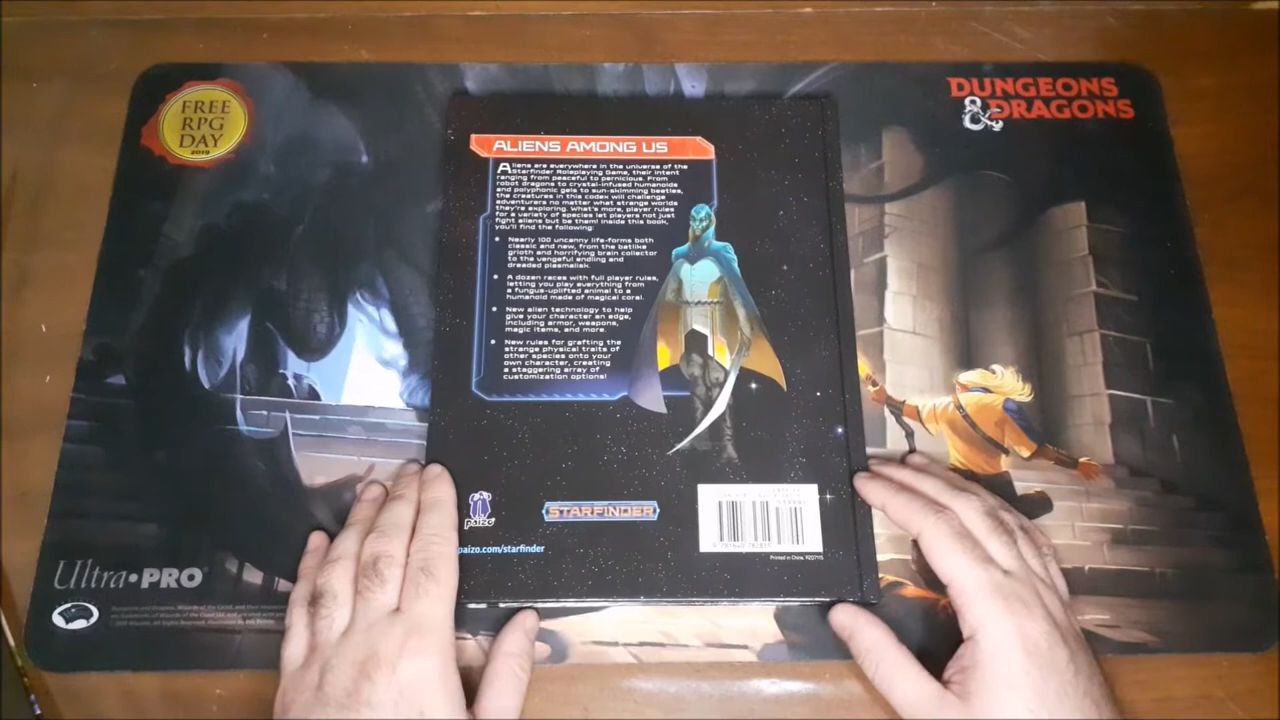 FREE
RPG
DAY
2019
DUNGEONS
& DRAGONS
ALIENS AMONG US
Aliens are everywhere in the universe of the
Starfinder Roleplaying Game, their intent
ranging from peaceful to pernicious. From
robot dragons to crystal-infused humanoids
and polyphonic gels to sun-skimming beetles,
the creatures in this codex will challenge
adventurers no matter what strange worlds
they're exploring. What's more, player rules
for a variety of species let players not just
fight aliens but be them! Inside this book,
you'll find the following:
• Nearly 100 uncanny life-forms both
classic and new, from the batlike
grioth and horrifying brain collector
to the vengeful endling and
dreaded plasmalisk.
• A dozen races with full player rules,
letting you play everything from
a fungus-uplifted animal to a
humanoid made of magical coral.
• New alien technology to help
give your character an edge,
including armor, weapons,
magic items, and more.
• New rules for grafting the
strange physical traits of
other species onto your
own character, creating
a staggering array of
customization options!
paizo
STARFINDER
paizo.com/starfinder
Printed in China. PZO7115
Ultra•PRO